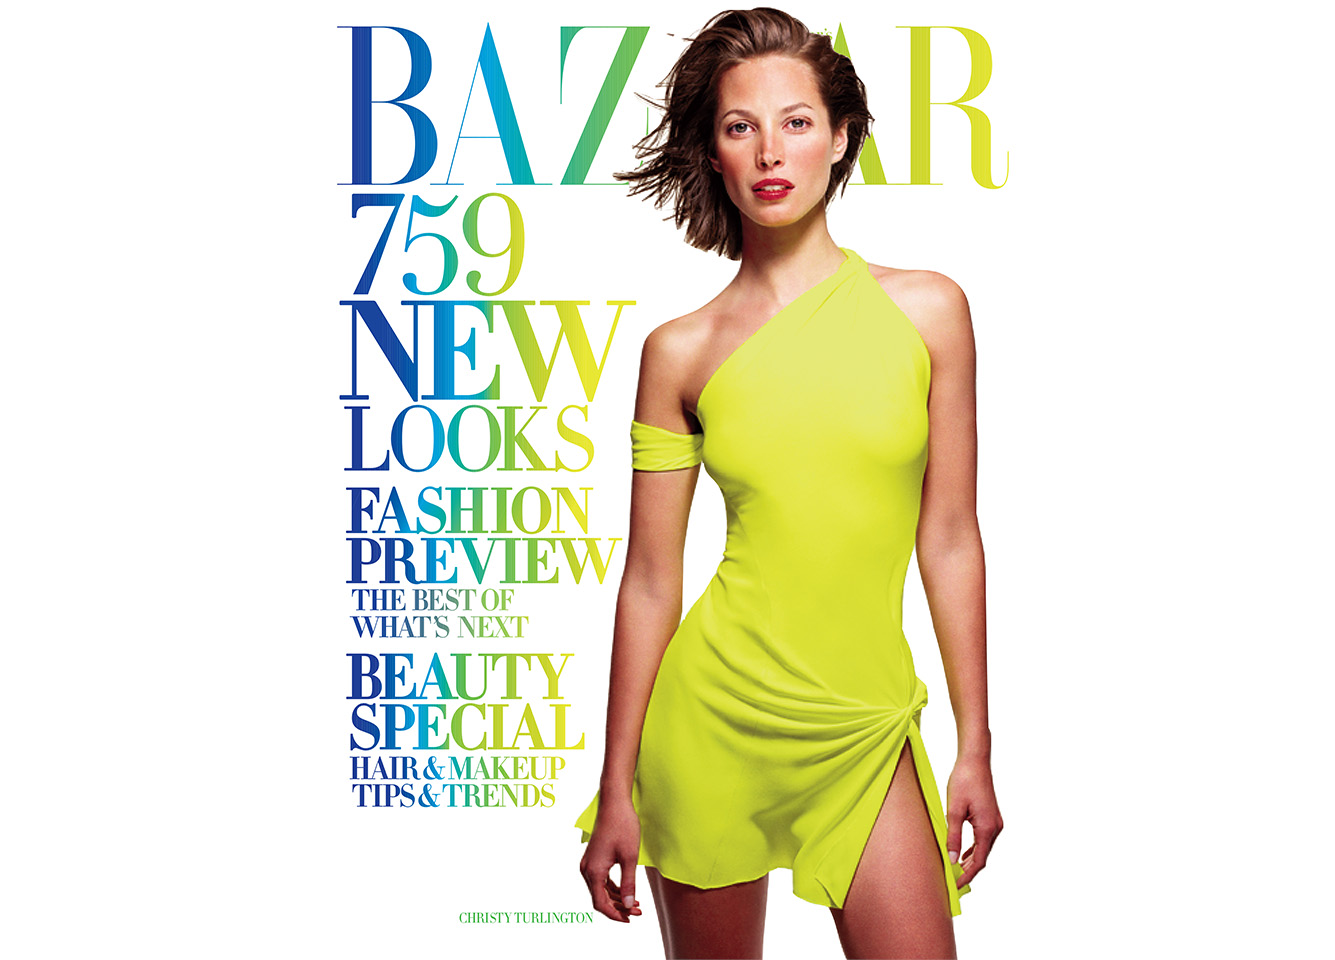 BAZAAR
759
NEW
LOOKS
FASHION
PREVIEW
THE BEST OF
WHAT'S NEXT
BEAUTY
SPECIAL
HAIR & MAKEUP
TIPS & TRENDS
CHRISTY TURLINGTON